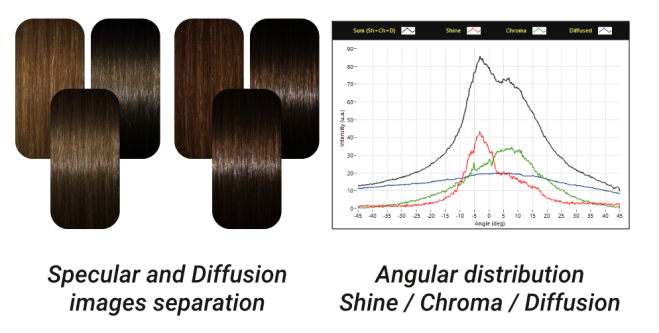 Sum (Sh+Ch+D) Shine Chroma Diffused
90
80
70
60
50
40
30
20
10
0
Intensity (u.a.)
-45 -40 -35 -30 -25 -20 -15 -10 -5 0 5 10 15 20 25 30 35 40 45
Angle (deg)
Specular and Diffusion
images separation
Angular distribution
Shine / Chroma / Diffusion